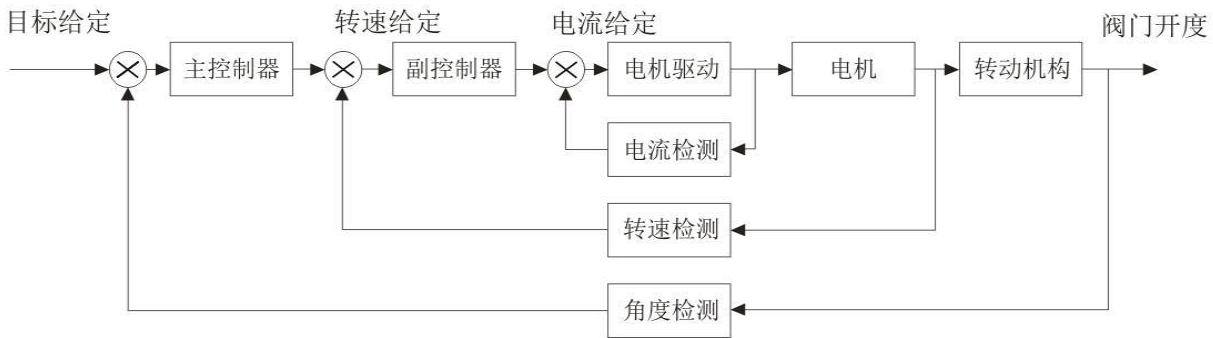 目标给定
转速给定
电流给定
阀门开度
主控制器
副控制器
电机驱动
电机
转动机构
电流检测
转速检测
角度检测